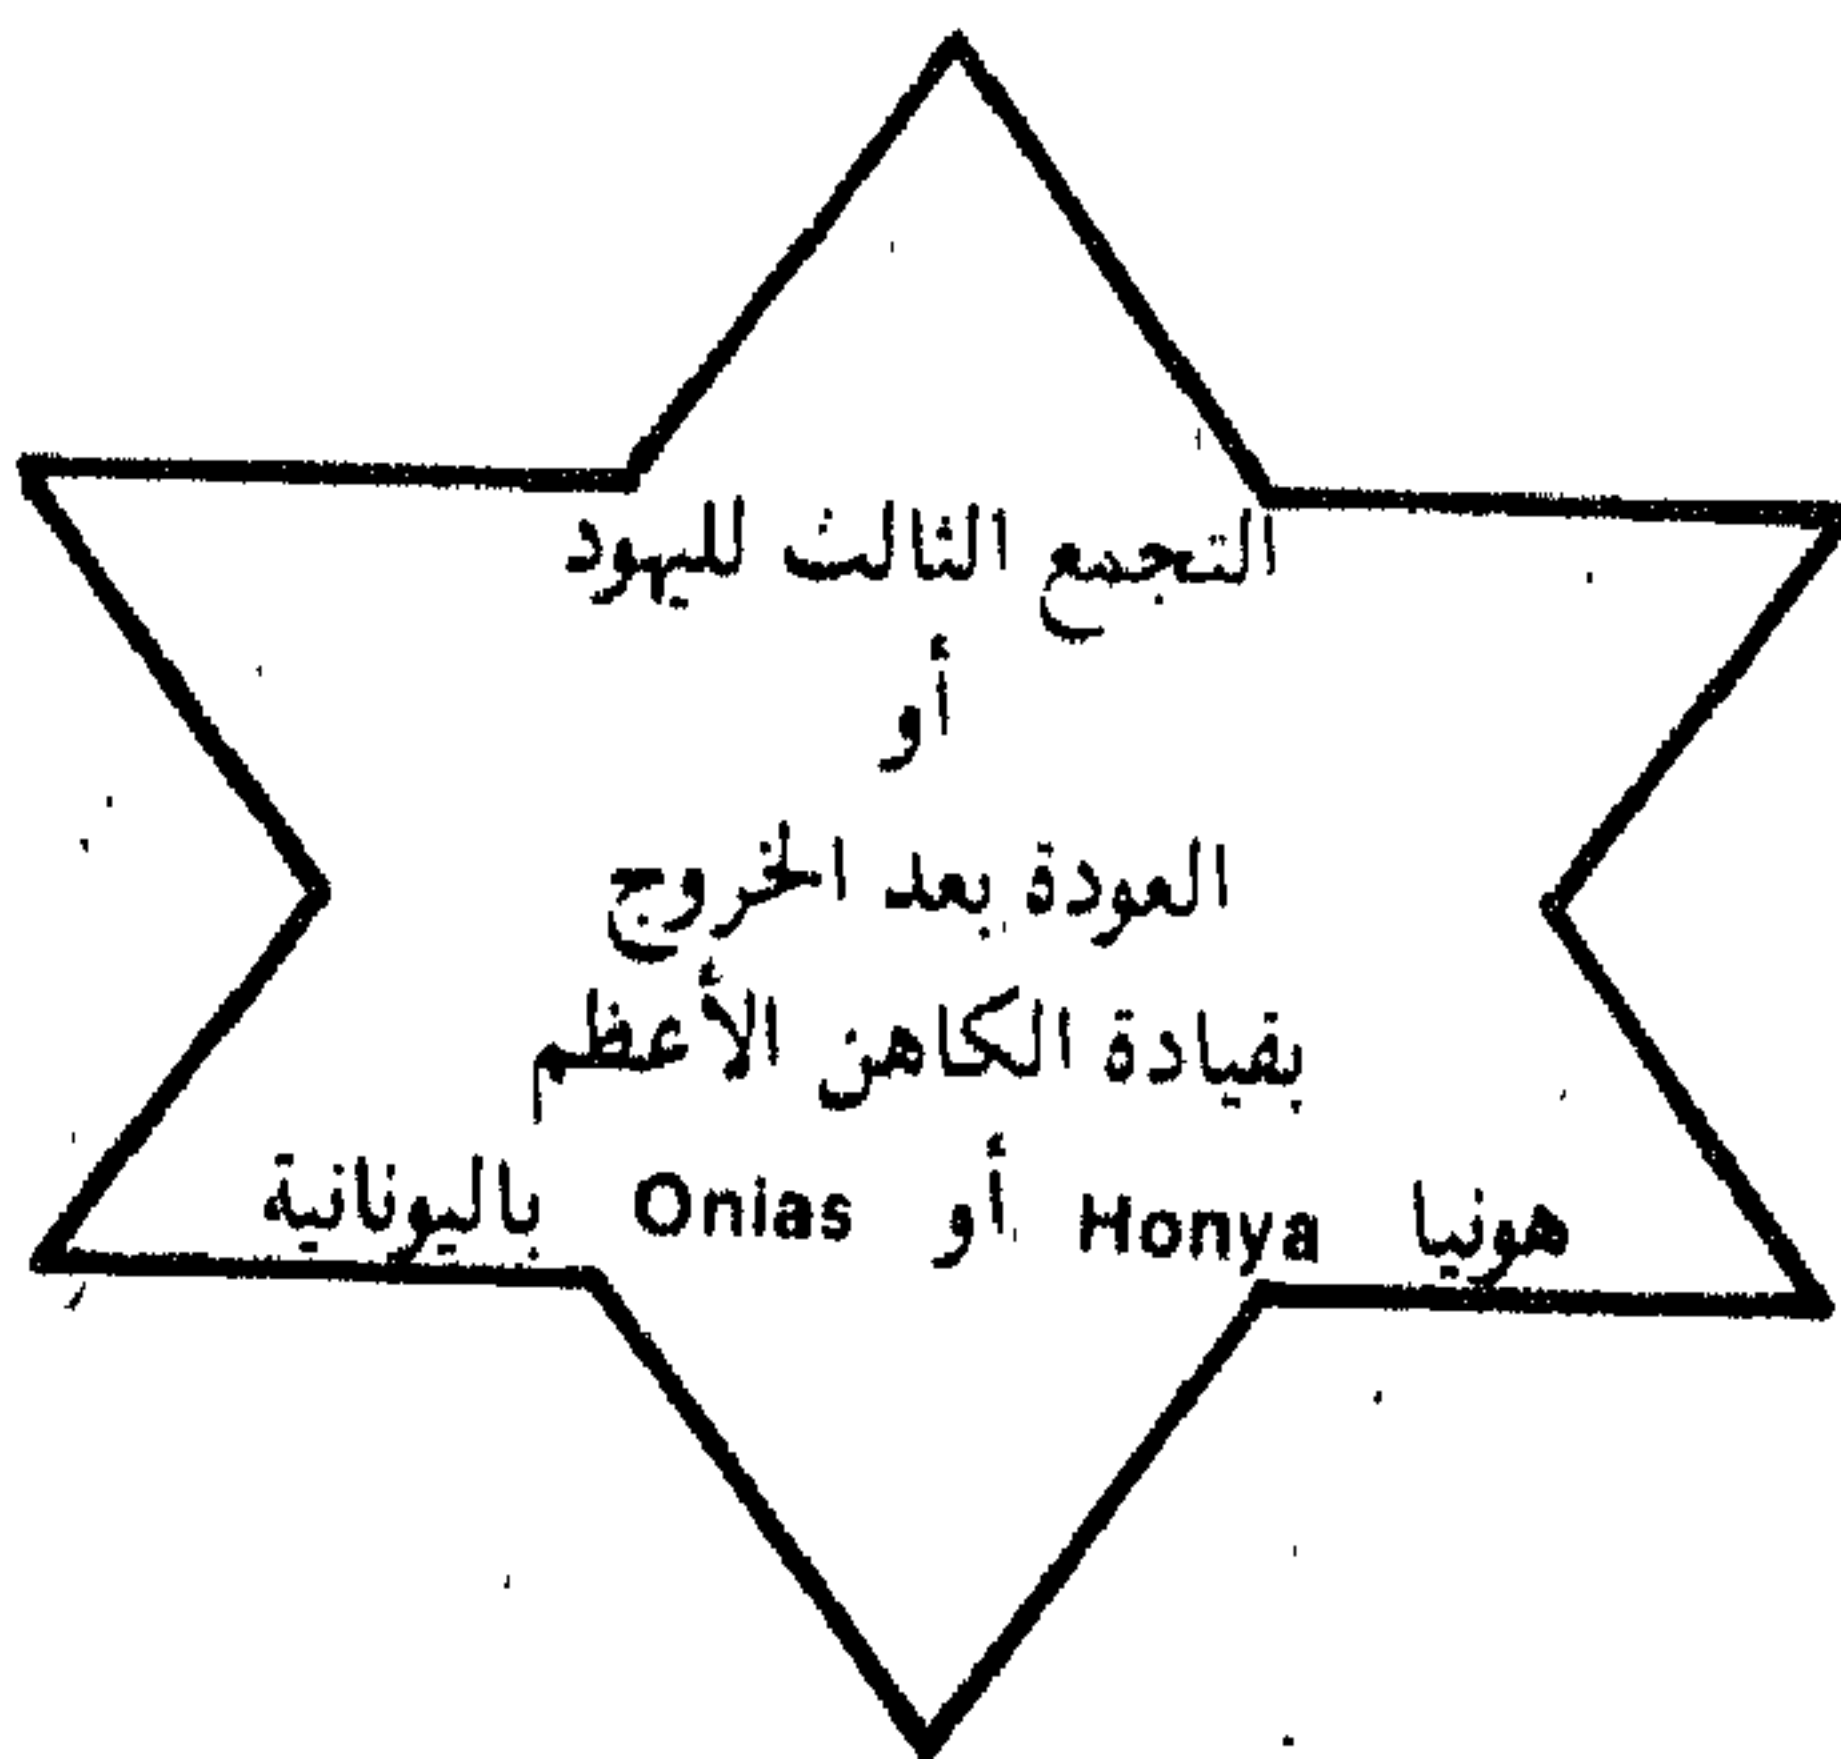 التجمع الثالث لليهود
أو
العودة بعد الخروج
بقيادة الكاهن الأعظم
هونيا Honya أو Onias باليونانية